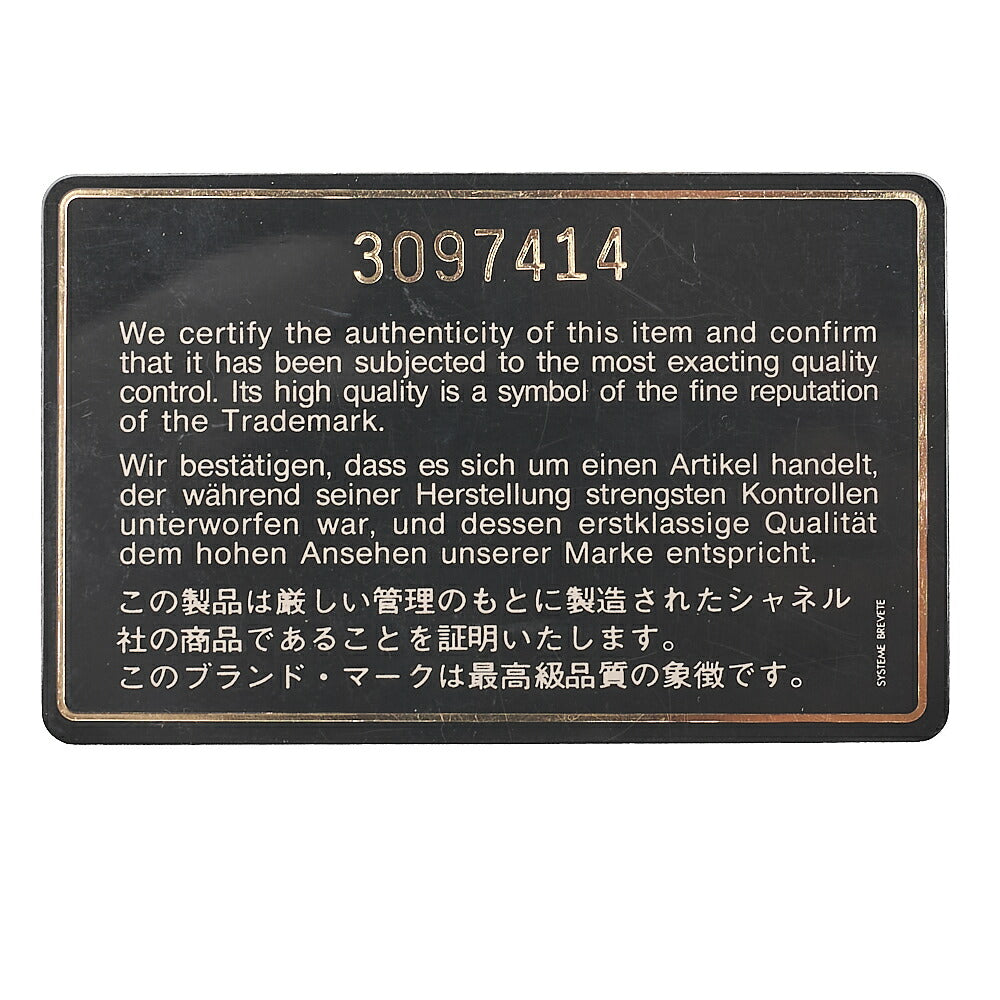 3097414
We certify the authenticity of this item and confirm
that it has been subjected to the most exacting quality
control. Its high quality is a symbol of the fine reputation
of the Trademark.
Wir bestätigen, dass es sich um einen Artikel handelt,
der während seiner Herstellung strengsten Kontrollen
unterworfen war, und dessen erstklassige Qualität
dem hohen Ansehen unserer Marke entspricht.
この製品は厳しい管理のもとに製造されたシャネル
社の商品であることを証明いたします。
このブランド・マークは最高級品質の象徴です。
SYSTEME BREVETE